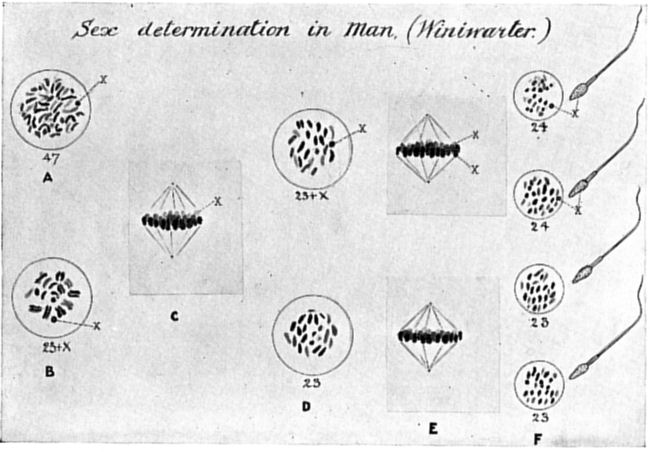 Sex determination in Man, (Winiwarter.)
X
47
A
X
23+X
B
X
C
X
23+X
23
D
X
X
E
X
24
X
24
23
23
F